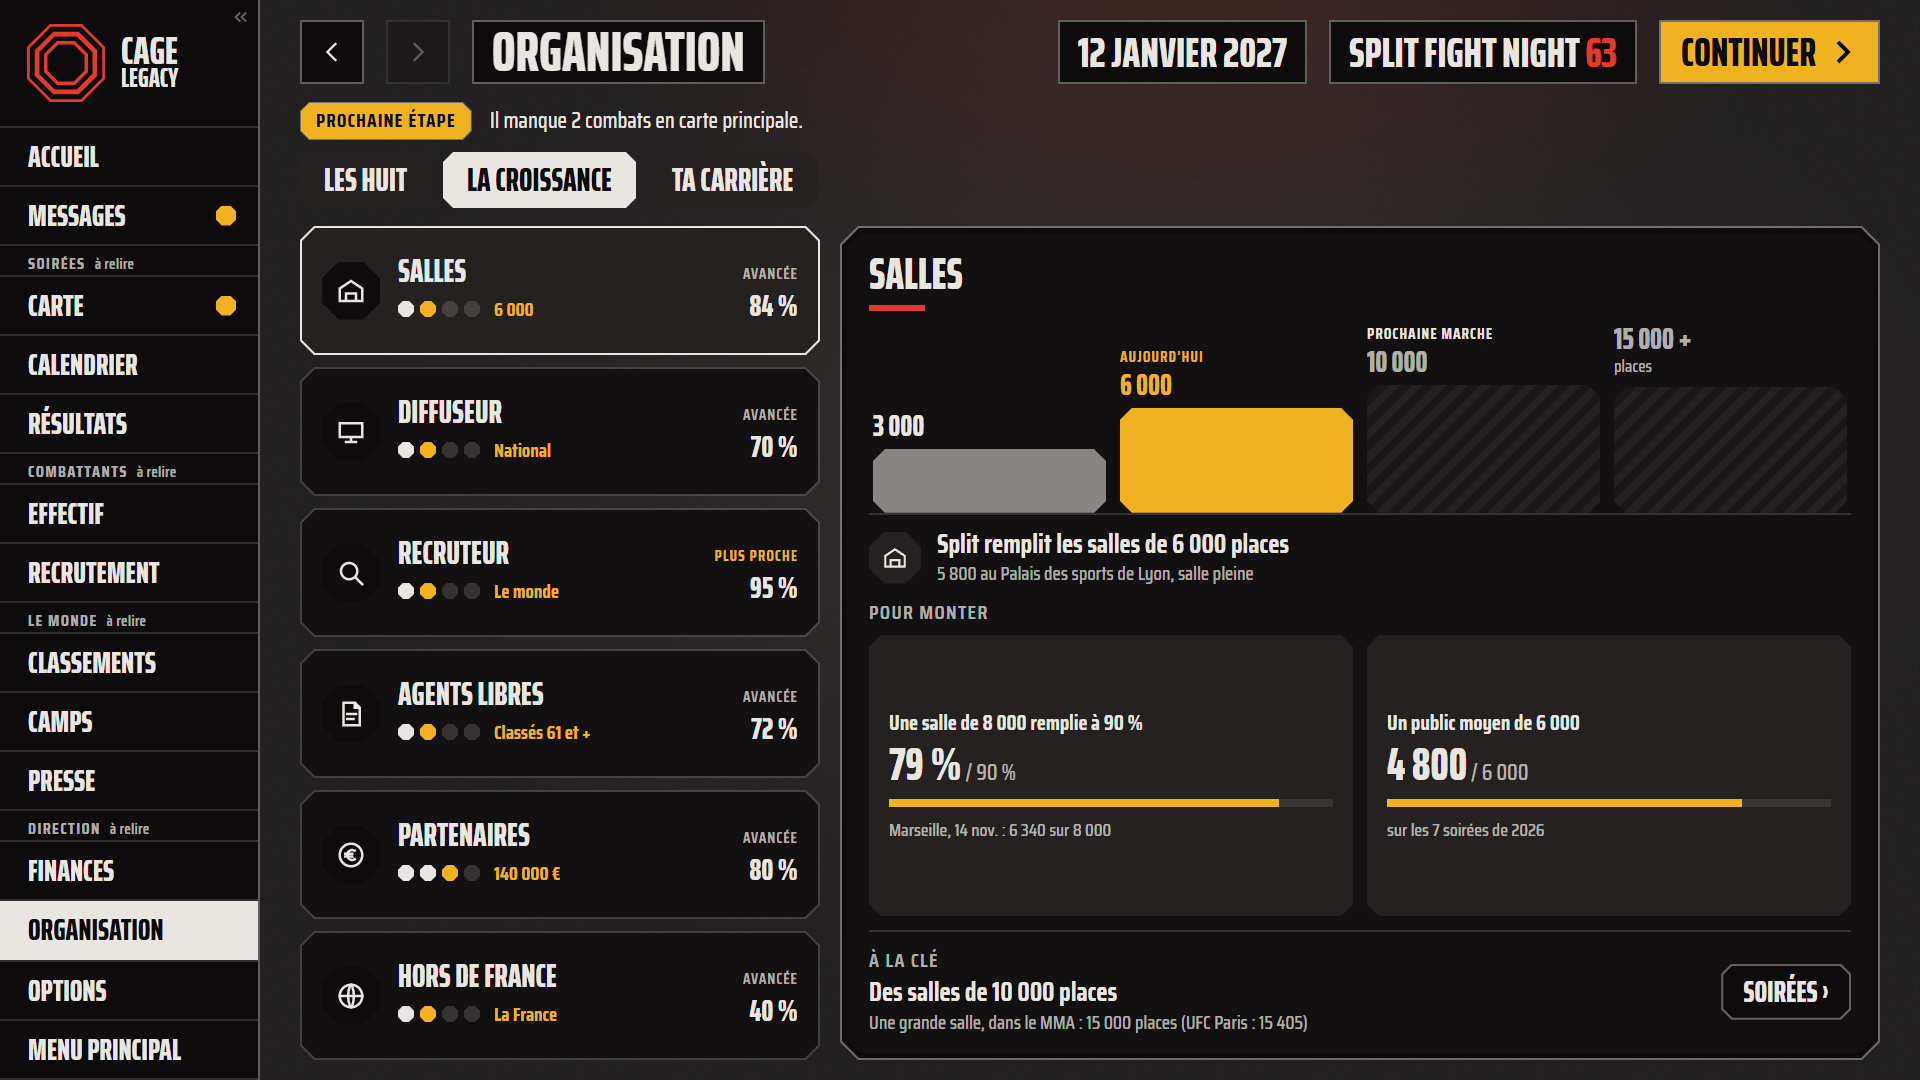 CAGE
LEGACY
«
ACCUEIL
MESSAGES
SOIRÉES à relire
CARTE
CALENDRIER
RÉSULTATS
COMBATTANTS à relire
EFFECTIF
RECRUTEMENT
LE MONDE à relire
CLASSEMENTS
CAMPS
PRESSE
DIRECTION à relire
FINANCES
ORGANISATION
OPTIONS
MENU PRINCIPAL
ORGANISATION
12 JANVIER 2027
SPLIT FIGHT NIGHT 63
CONTINUER
PROCHAINE ÉTAPE Il manque 2 combats en carte principale.
LES HUIT
LA CROISSANCE
TA CARRIÈRE
SALLES
6 000
AVANCÉE
84 %
DIFFUSEUR
National
AVANCÉE
70 %
RECRUTEUR
Le monde
PLUS PROCHE
95 %
AGENTS LIBRES
Classés 61 et +
AVANCÉE
72 %
PARTENAIRES
140 000 €
AVANCÉE
80 %
HORS DE FRANCE
La France
AVANCÉE
40 %
SALLES
3 000
AUJOURD'HUI
6 000
PROCHAINE MARCHE
10 000
15 000 +
places
Split remplit les salles de 6 000 places
5 800 au Palais des sports de Lyon, salle pleine
POUR MONTER
Une salle de 8 000 remplie à 90 %
79 % / 90 %
Marseille, 14 nov. : 6 340 sur 8 000
Un public moyen de 6 000
4 800 / 6 000
sur les 7 soirées de 2026
À LA CLÉ
Des salles de 10 000 places
Une grande salle, dans le MMA : 15 000 places (UFC Paris : 15 405)
SOIRÉES ›